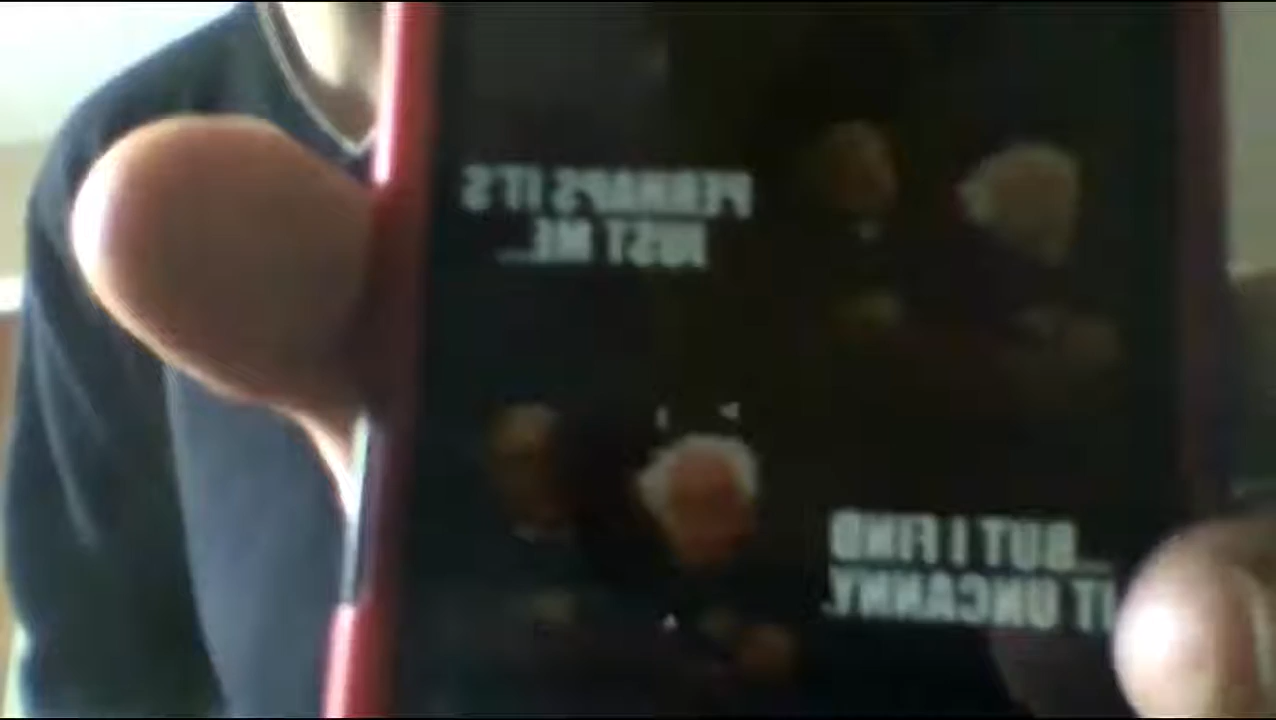 PERHAPS IT'S
JUST ME...
...BUT I FIND
IT UNCANNY.